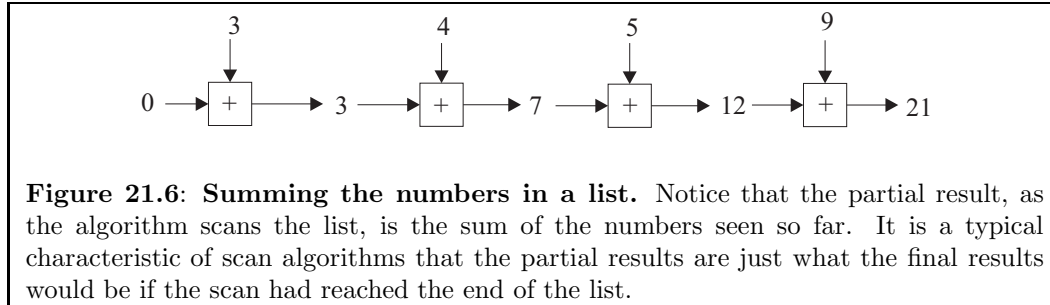 3 4 5 9
0 + 3 + 7 + 12 + 21
Figure 21.6: Summing the numbers in a list. Notice that the partial result, as
the algorithm scans the list, is the sum of the numbers seen so far. It is a typical
characteristic of scan algorithms that the partial results are just what the final results
would be if the scan had reached the end of the list.